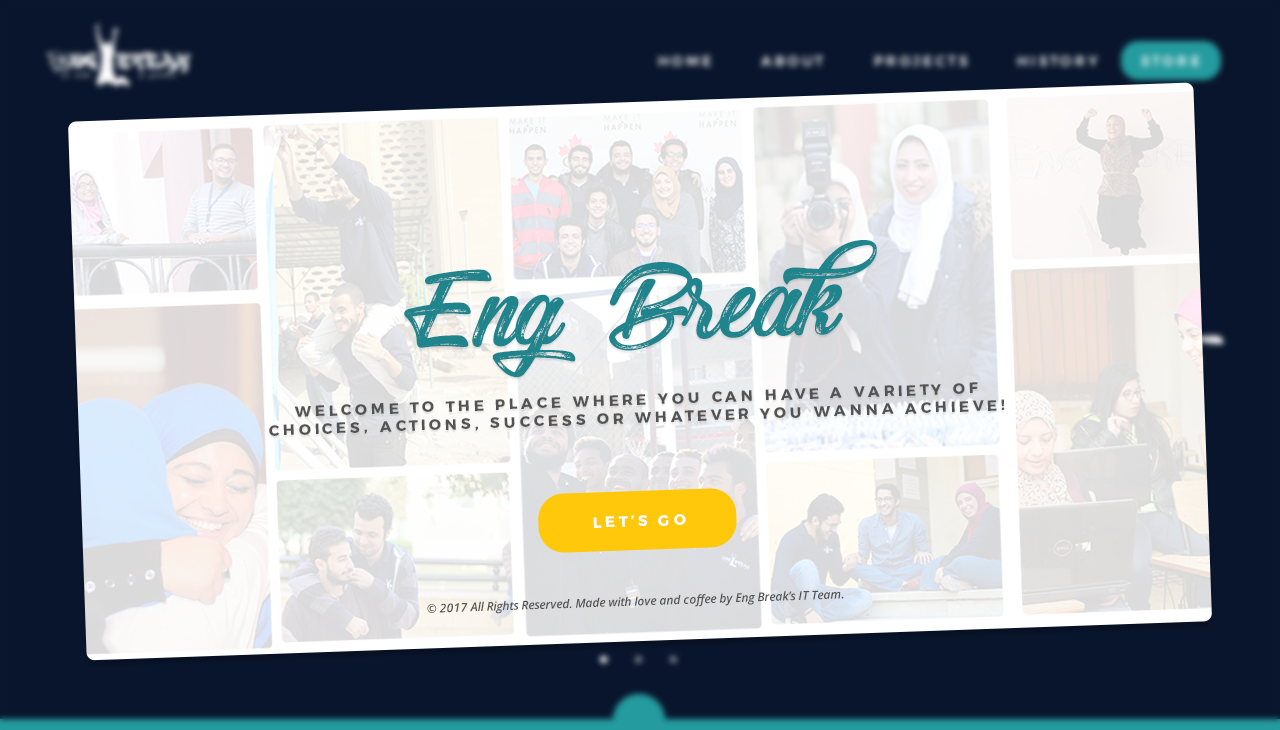 HOME ABOUT PROJECTS HISTORY STORE
MAKE IT HAPPEN MAKE IT HAPPEN MAKE IT HAPPEN
Eng Break
WELCOME TO THE PLACE WHERE YOU CAN HAVE A VARIETY OF
CHOICES, ACTIONS, SUCCESS OR WHATEVER YOU WANNA ACHIEVE!
LET'S GO
© 2017 All Rights Reserved. Made with love and coffee by Eng Break's IT Team.